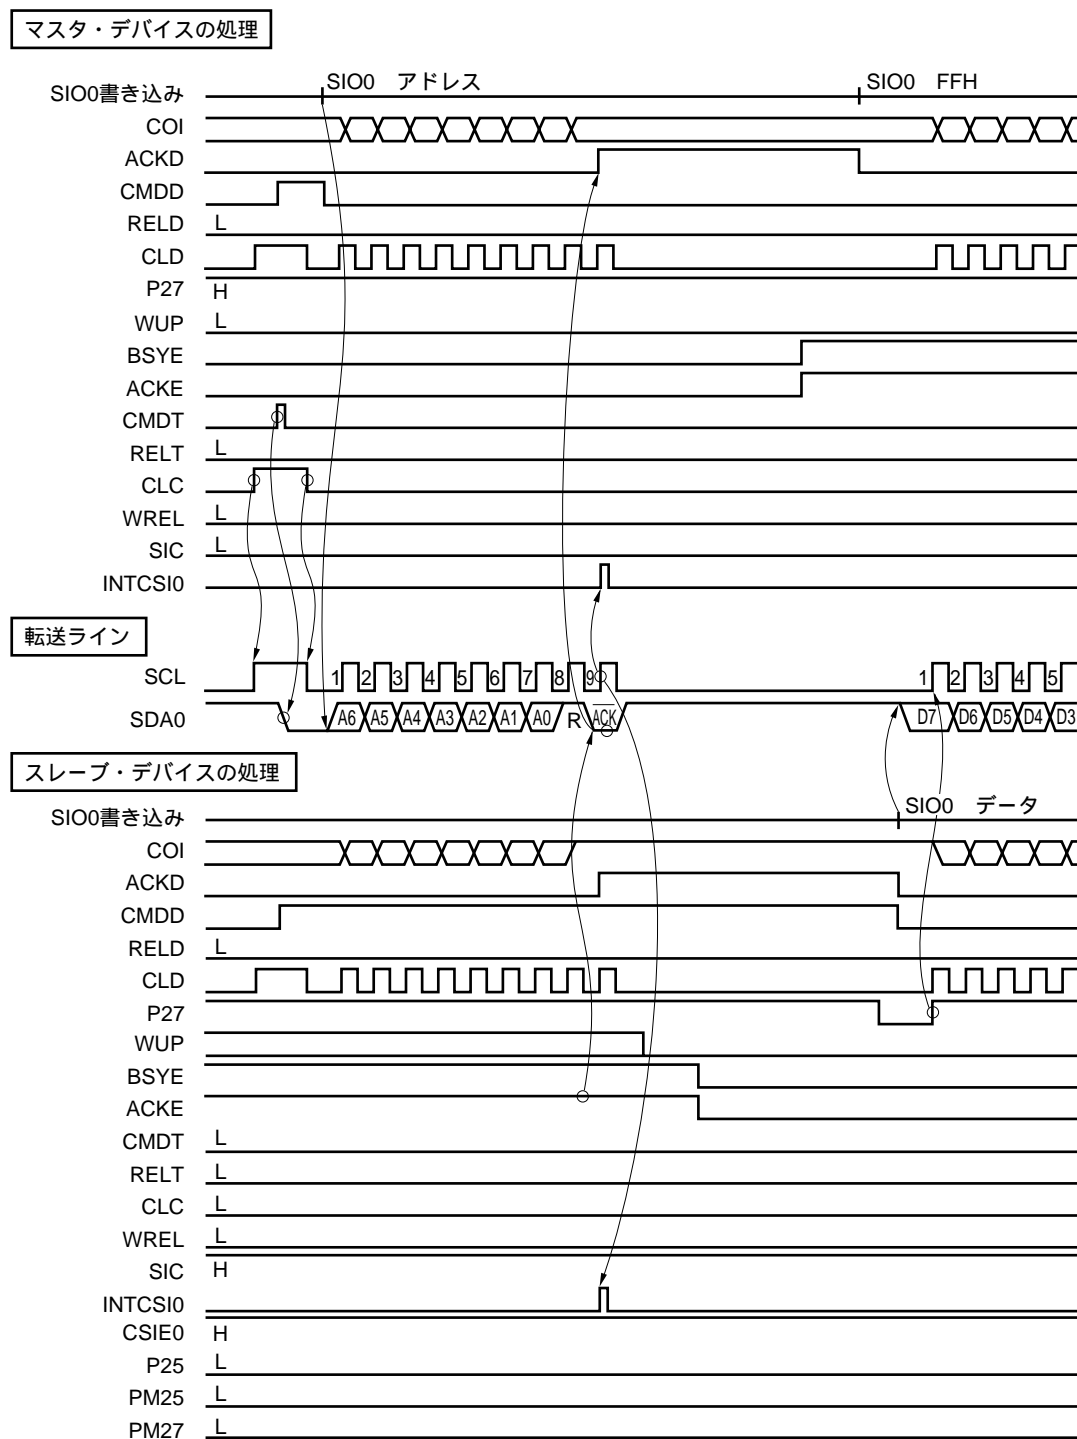 マスタ・デバイスの処理
SIO0書き込み SIO0 アドレス SIO0 FFH
COI
ACKD
CMDD
RELD L
CLD
P27 H
WUP L
BSYE
ACKE
CMDT
RELT L
CLC
WREL L
SIC L
INTCSI0
転送ライン
SCL 1 2 3 4 5 6 7 8 9 1 2 3 4 5
SDA0 A6 A5 A4 A3 A2 A1 A0 R ACK D7 D6 D5 D4 D3
スレーブ・デバイスの処理
SIO0書き込み SIO0 データ
COI
ACKD
CMDD
RELD L
CLD
P27
WUP
BSYE
ACKE
CMDT L
RELT L
CLC L
WREL L
SIC H
INTCSI0
CSIE0 H
P25 L
PM25 L
PM27 L